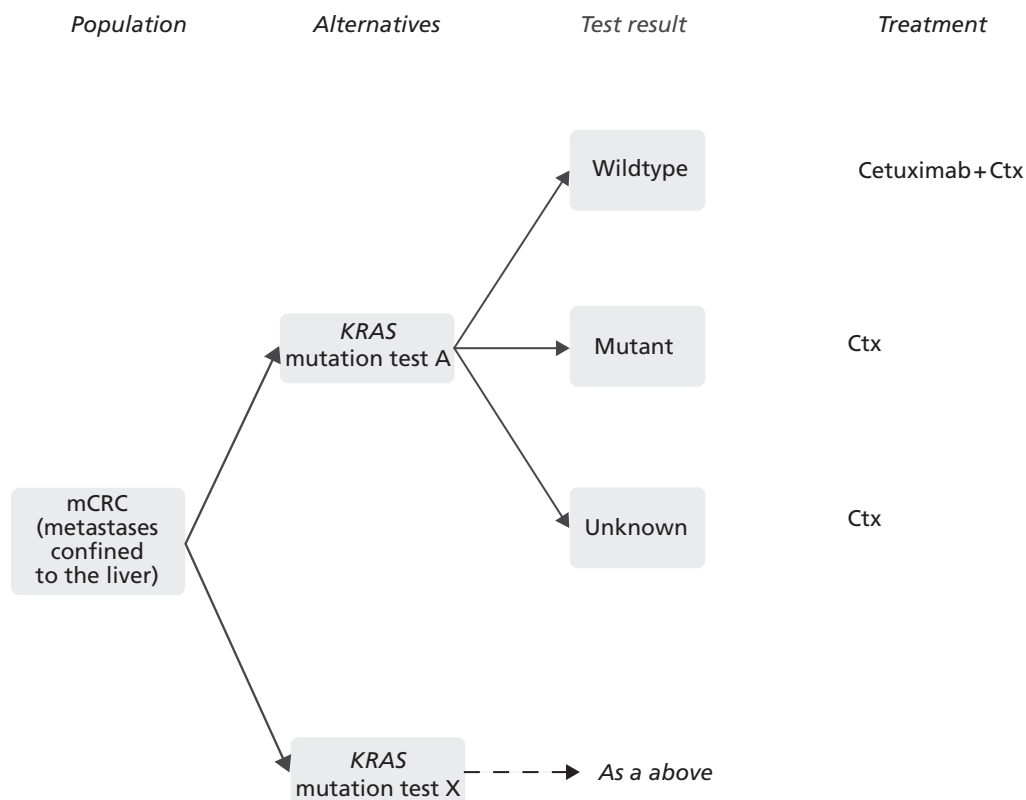 Population Alternatives Test result Treatment
Wildtype Cetuximab+Ctx
KRAS
mutation test A
Mutant Ctx
Unknown Ctx
mCRC
(metastases
confined
to the liver)
KRAS
mutation test X
As a above